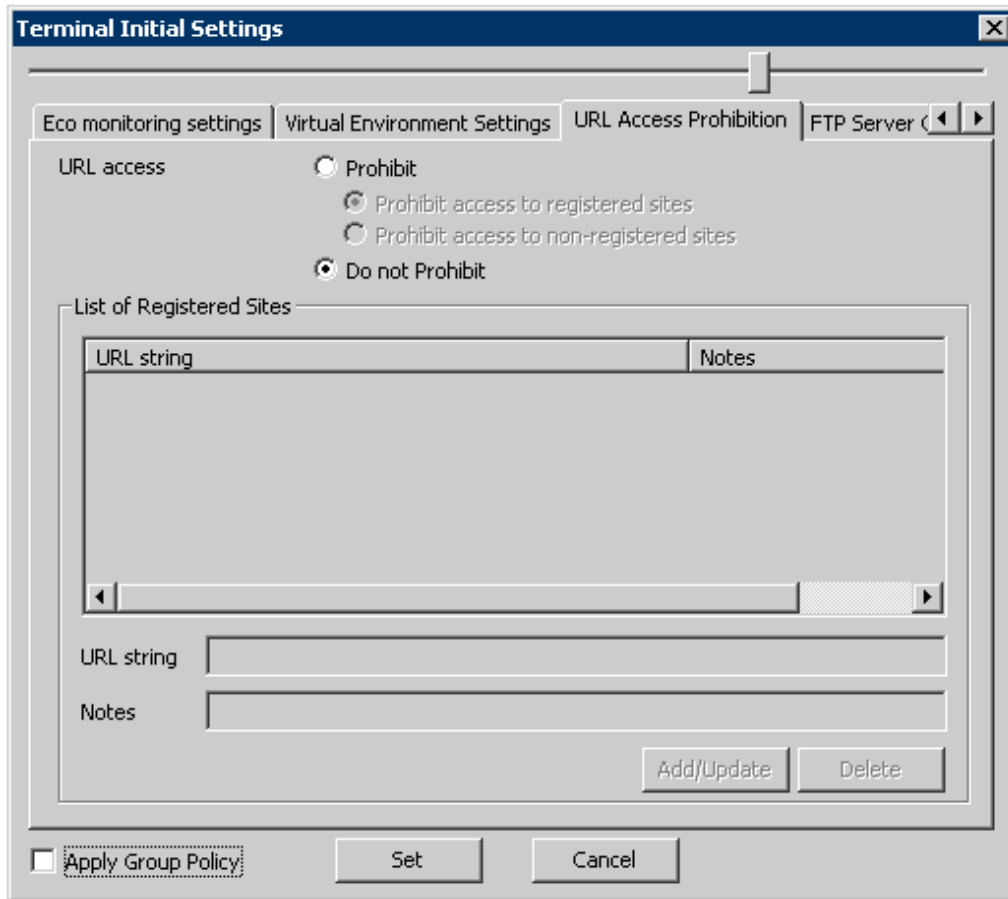 Terminal Initial Settings
Eco monitoring settings Virtual Environment Settings URL Access Prohibition FTP Server
URL access Prohibit
Prohibit access to registered sites
Prohibit access to non-registered sites
Do not Prohibit
List of Registered Sites
URL string Notes
URL string
Notes
Add/Update Delete
Apply Group Policy Set Cancel